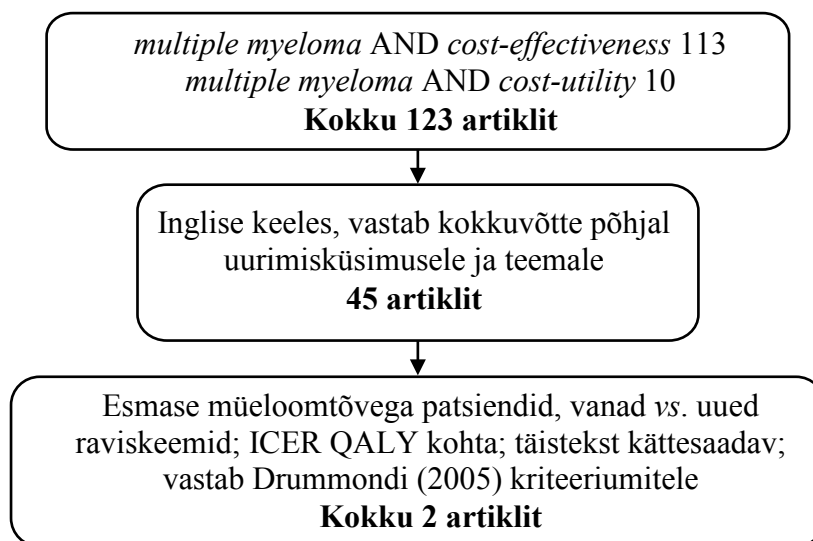 multiple myeloma AND cost-effectiveness 113
multiple myeloma AND cost-utility 10
Kokku 123 artiklit
Inglise keeles, vastab kokkuvõtte põhjal
uurimisküsimusele ja teemale
45 artiklit
Esmase müeloomtõvega patsiendid, vanad vs. uued
raviskeemid; ICER QALY kohta; täistekst kättesaadav;
vastab Drummondi (2005) kriteeriumitele
Kokku 2 artiklit